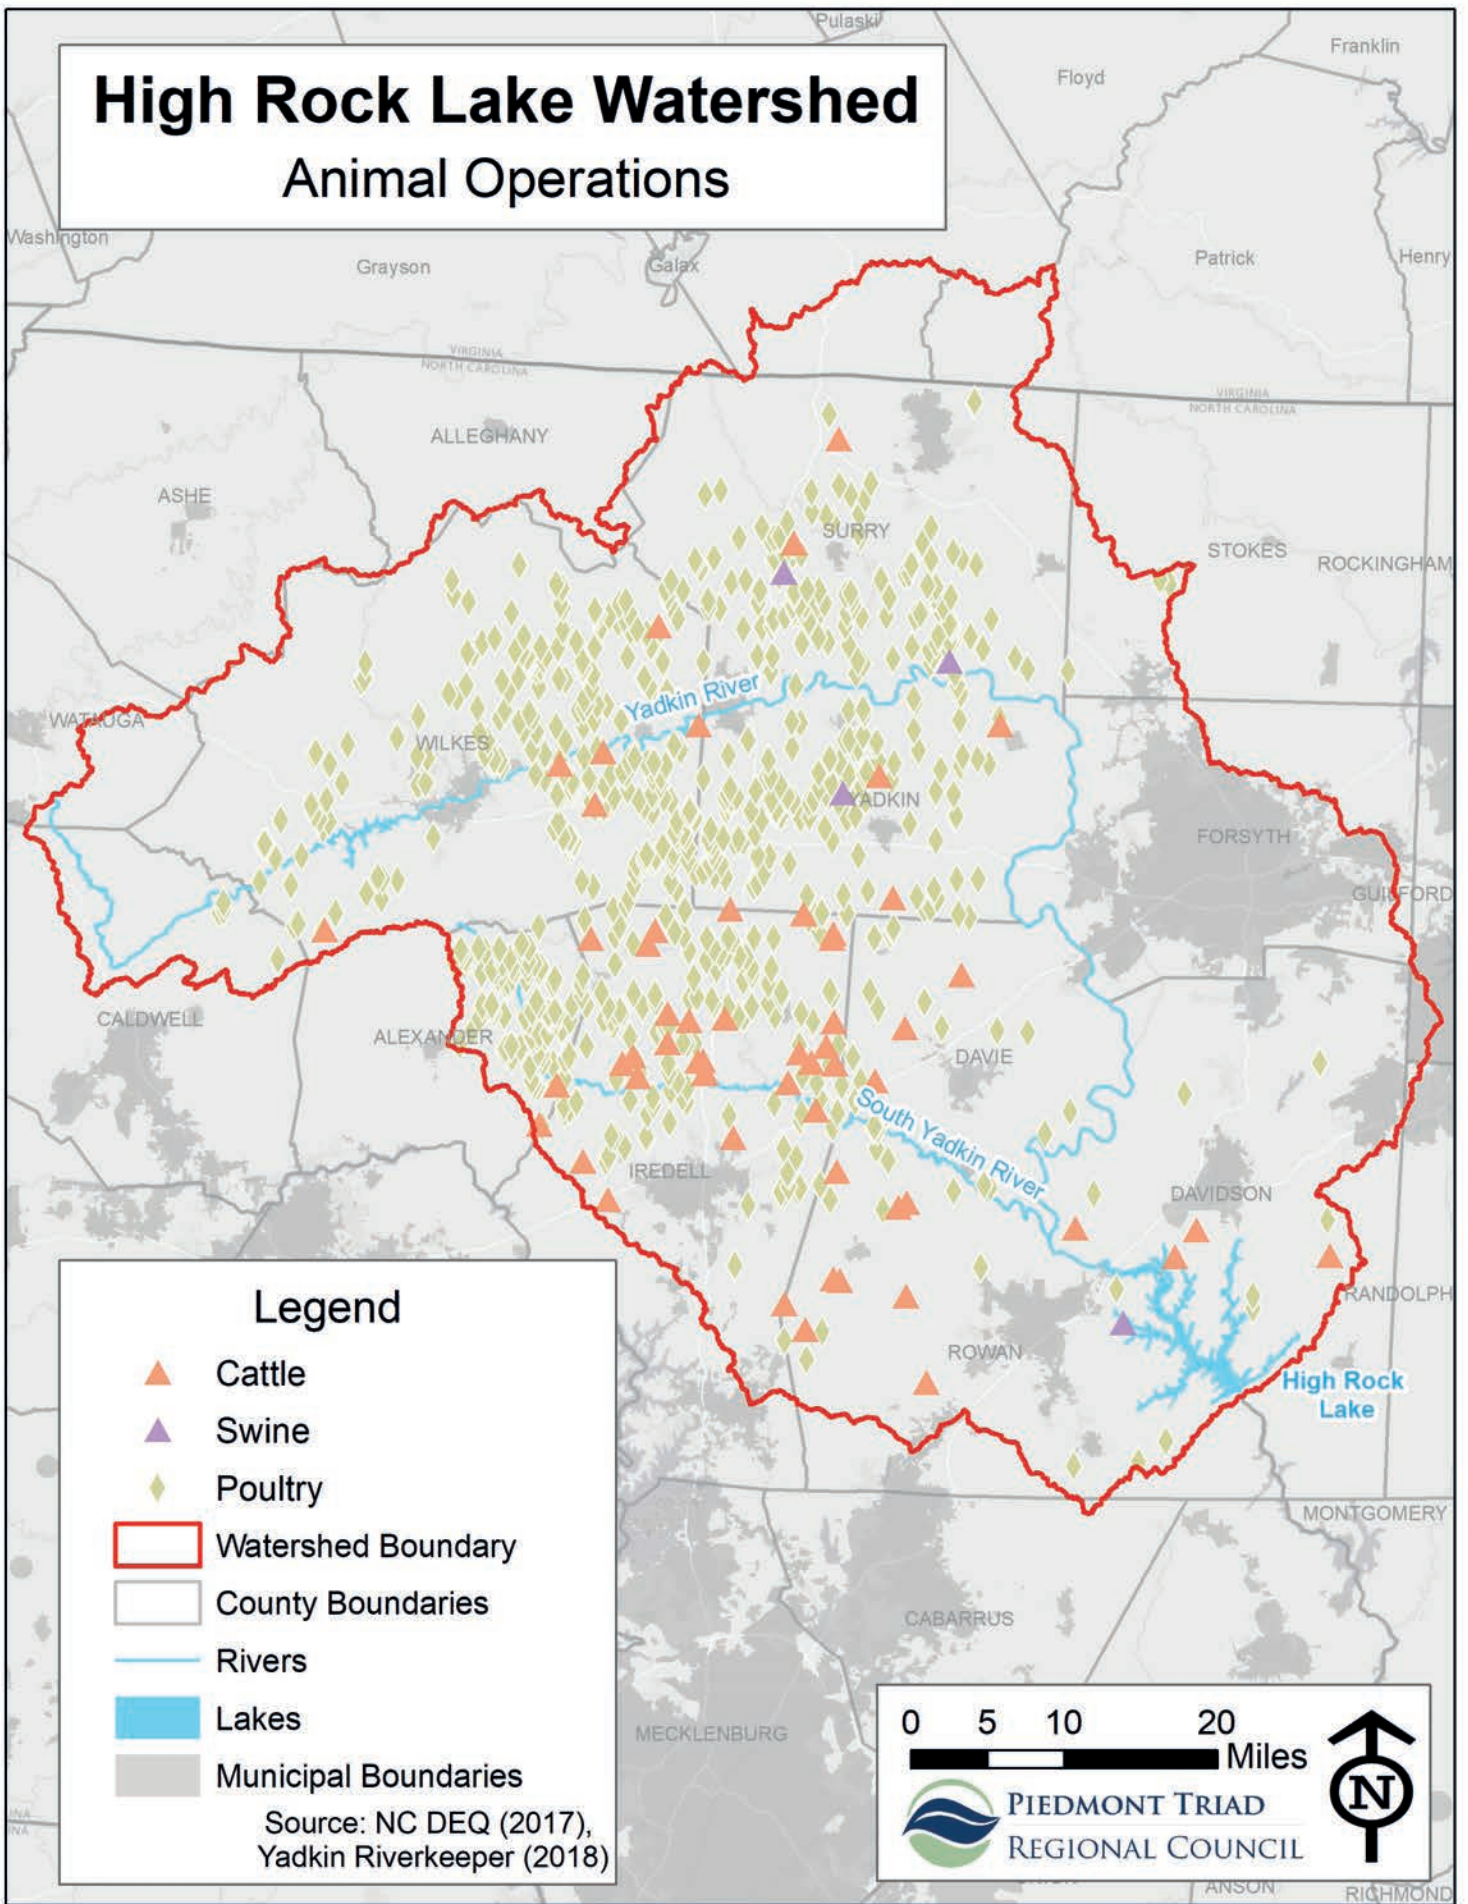 Pulaski
Franklin
Floyd
High Rock Lake Watershed
Animal Operations
Washington
Grayson
Galax
Patrick
Henry
VIRGINIA
NORTH CAROLINA
VIRGINIA
NORTH CAROLINA
ALLEGHANY
ASHE
SURRY
STOKES
ROCKINGHAM
Yadkin River
WATAUGA
WILKES
YADKIN
FORSYTH
GUILFORD
CALDWELL
ALEXANDER
DAVIE
South Yadkin River
IREDELL
DAVIDSON
RANDOLPH
ROWAN
High Rock
Lake
Legend
Cattle
Swine
Poultry
Watershed Boundary
County Boundaries
Rivers
Lakes
Municipal Boundaries
Source: NC DEQ (2017),
Yadkin Riverkeeper (2018)
MONTGOMERY
CABARRUS
MECKLENBURG
0 5 10 20
Miles
N
PIEDMONT TRIAD
REGIONAL COUNCIL
ANSON
RICHMOND